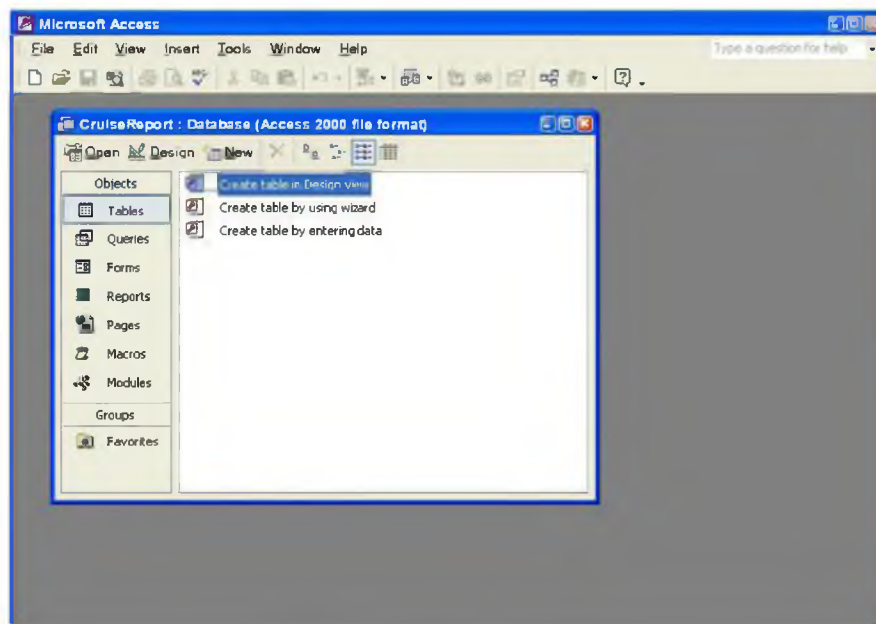 Microsoft Access
File Edit View Insert Tools Window Help
Type a question for help
CruiseReport : Database (Access 2000 file format)
Open Design New
Objects
Tables
Queries
Forms
Reports
Pages
Macros
Modules
Groups
Favorites
Create table in Design view
Create table by using wizard
Create table by entering data